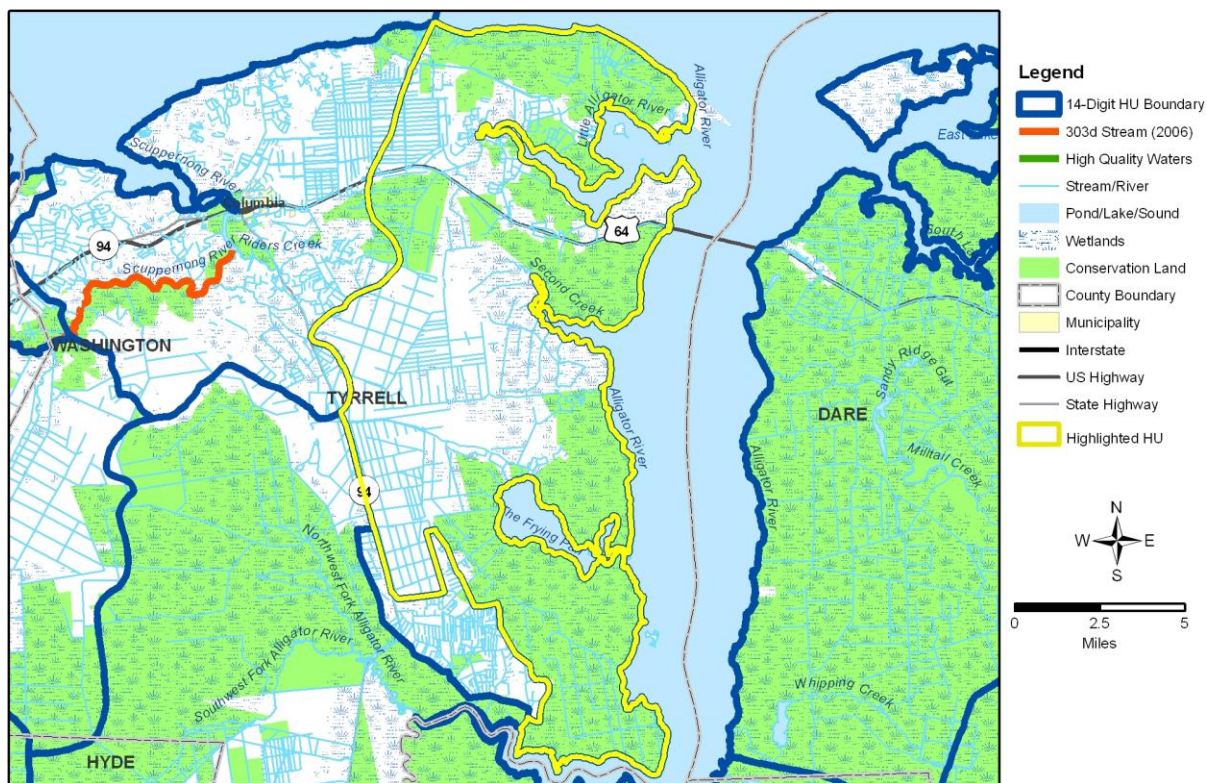 Alligator River
Little Alligator River
East Lake
Scuppernong River
Columbia
94
64
Scuppernong River
Riders Creek
Second Creek
WASHINGTON
TYRRELL
DARE
Sandy Ridge Gut
Alligator River
Milltail Creek
Alligator River
94
The Frying Pan
Northwest Fork Alligator River
Southwest Fork Alligator River
Whipping Creek
HYDE
Legend
14-Digit HU Boundary
303d Stream (2006)
High Quality Waters
Stream/River
Pond/Lake/Sound
Wetlands
Conservation Land
County Boundary
Municipality
Interstate
US Highway
State Highway
Highlighted HU
N
W E
S
0 2.5 5
Miles